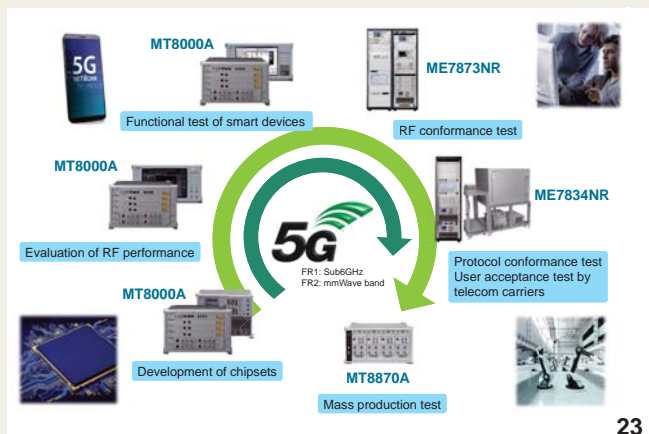 MT8000A
5G
NETWORK
Functional test of smart devices
ME7873NR
RF conformance test
MT8000A
Evaluation of RF performance
ME7834NR
Protocol conformance test
User acceptance test by
telecom carriers
5G
FR1: Sub6GHz
FR2: mmWave band
MT8000A
Development of chipsets
MT8870A
Mass production test
23